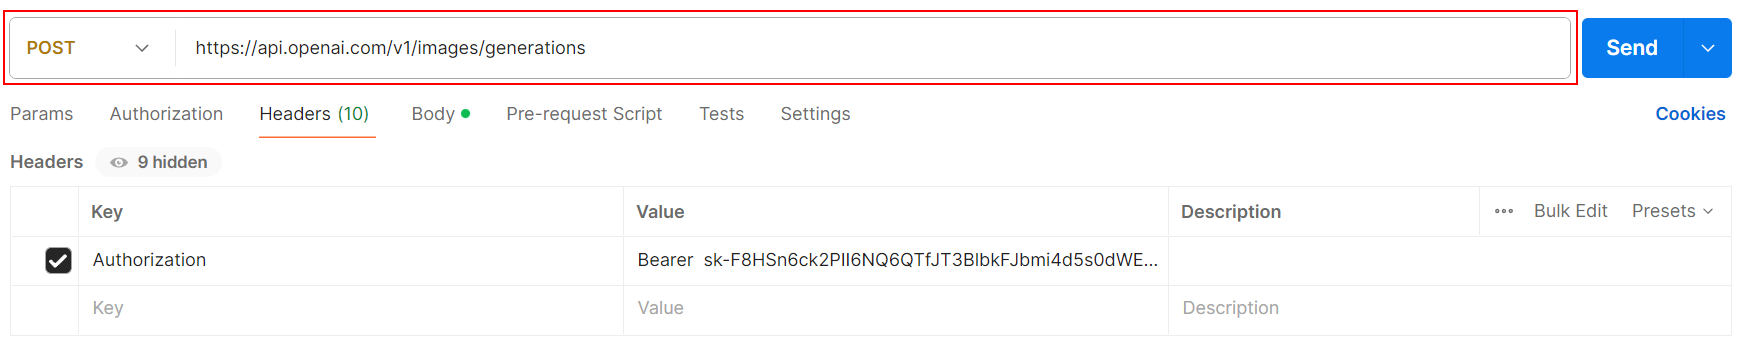 POST https://api.openai.com/v1/images/generations Send
Params Authorization Headers (10) Body Pre-request Script Tests Settings Cookies
Headers 9 hidden
Key Value Description Bulk Edit Presets
Authorization Bearer sk-F8HSn6ck2PII6NQ6QTfJT3BlbkFJbmi4d5s0dWE...
Key Value Description